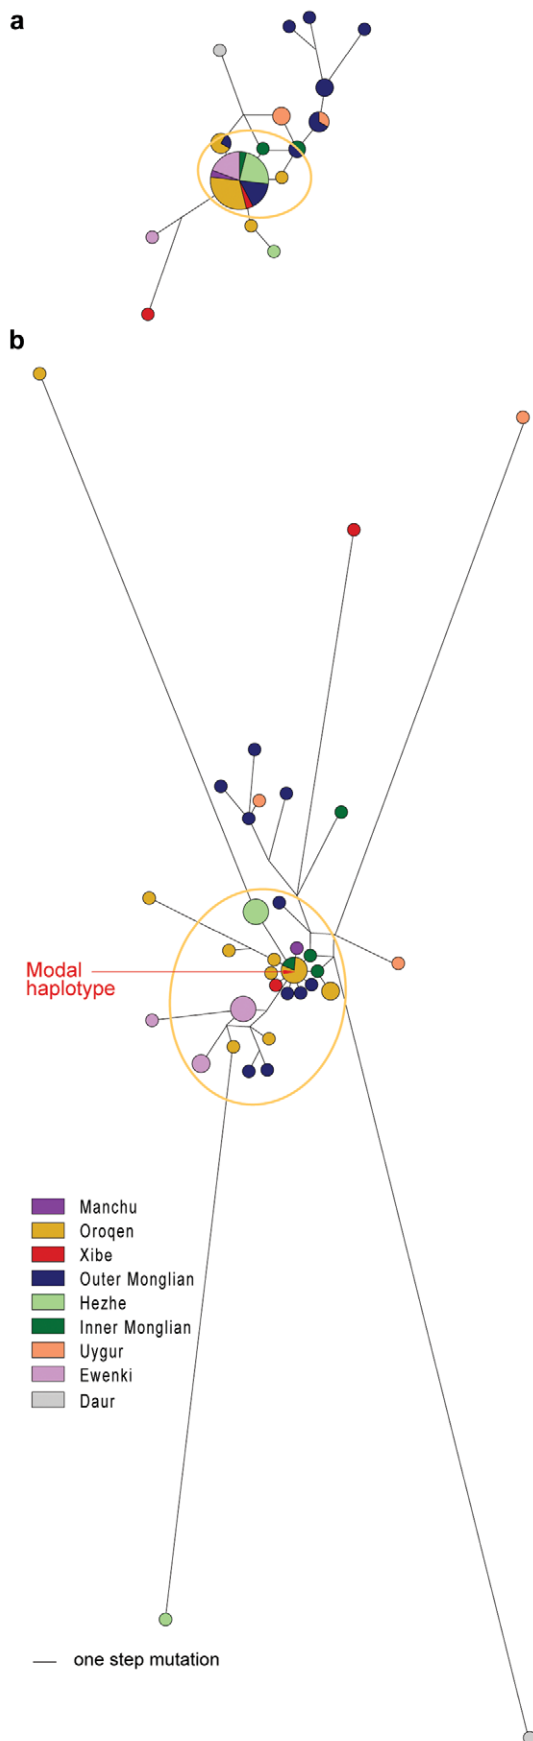 a
b
Modal
haplotype
Manchu
Oroqen
Xibe
Outer Monglian
Hezhe
Inner Monglian
Uygur
Ewenki
Daur
one step mutation